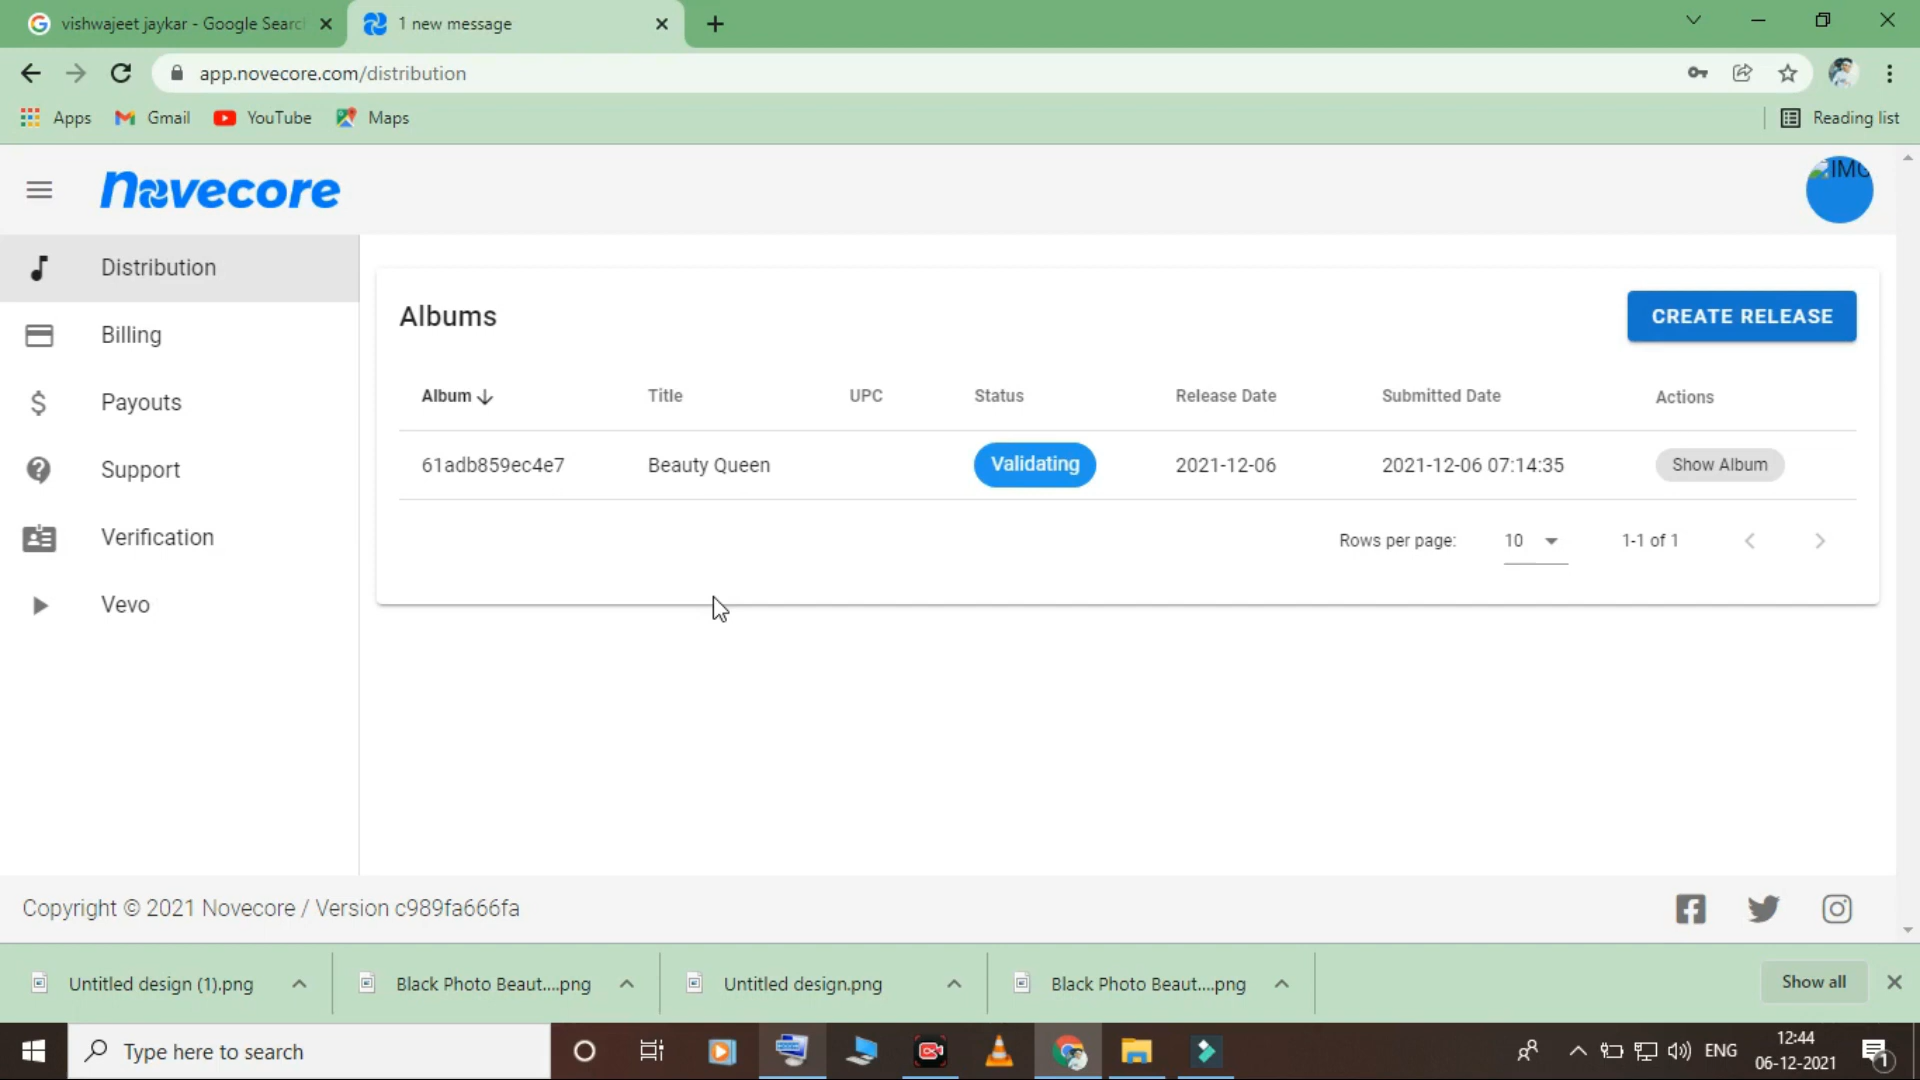 vishwajeet jaykar - Google Searc
1 new message
app.novecore.com/distribution
Apps
Gmail
YouTube
Maps
Reading list
Novecore
IMG
Distribution
Billing
Payouts
Support
Verification
Vevo
Albums
CREATE RELEASE
Album Title UPC Status Release Date Submitted Date Actions
61adb859ec4e7 Beauty Queen Validating 2021-12-06 2021-12-06 07:14:35 Show Album
Rows per page: 10 1-1 of 1
Copyright © 2021 Novecore / Version c989fa666fa
Untitled design (1).png
Black Photo Beaut....png
Untitled design.png
Black Photo Beaut....png
Show all
Type here to search
ENG
12:44
06-12-2021
1